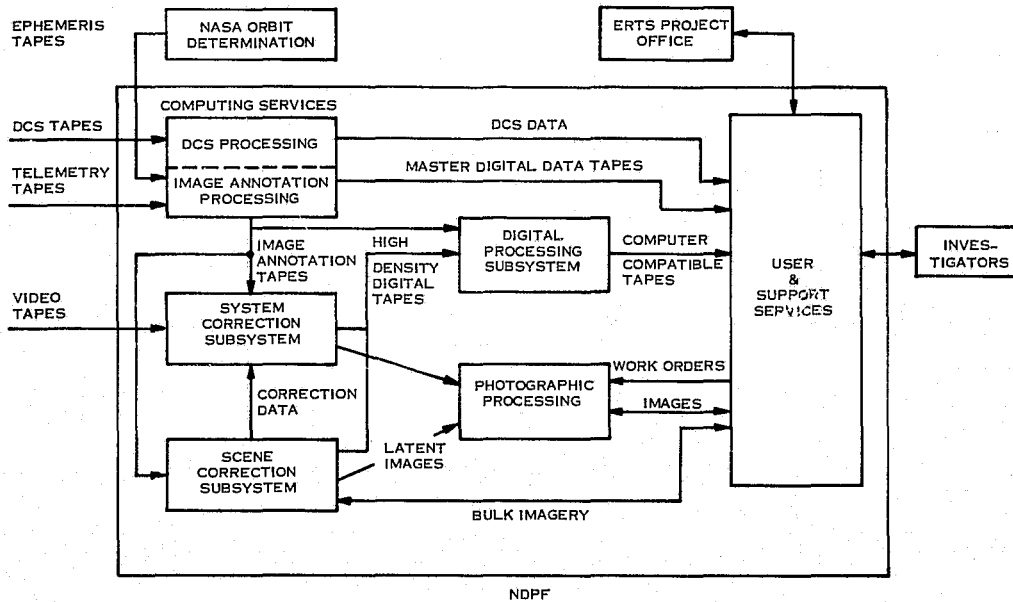 EPHEMERIS
TAPES
NASA ORBIT
DETERMINATION
ERTS PROJECT
OFFICE
COMPUTING SERVICES
DCS TAPES
DCS PROCESSING
DCS DATA
TELEMETRY
TAPES
IMAGE ANNOTATION
PROCESSING
MASTER DIGITAL DATA TAPES
IMAGE
ANNOTATION
TAPES
HIGH
DENSITY
DIGITAL
TAPES
DIGITAL
PROCESSING
SUBSYSTEM
COMPUTER
COMPATIBLE
TAPES
USER
&
SUPPORT
SERVICES
INVES-
TIGATORS
VIDEO
TAPES
SYSTEM
CORRECTION
SUBSYSTEM
CORRECTION
DATA
PHOTOGRAPHIC
PROCESSING
WORK ORDERS
IMAGES
SCENE
CORRECTION
SUBSYSTEM
LATENT
IMAGES
BULK IMAGERY
NDPF